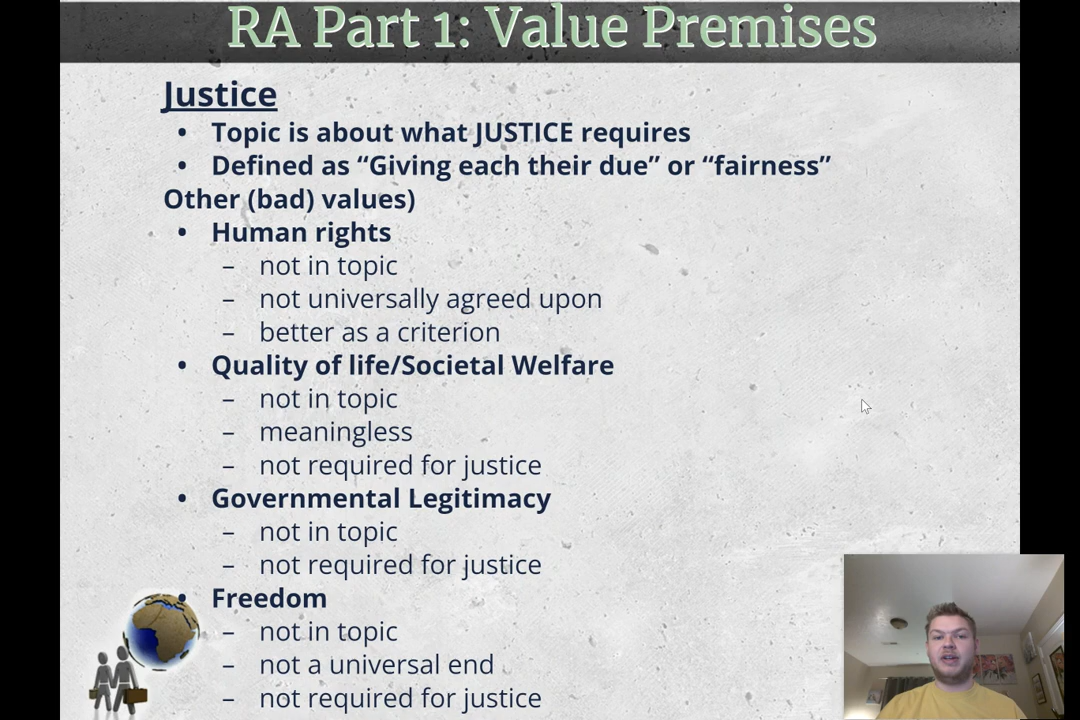 RA Part 1: Value Premises
Justice
• Topic is about what JUSTICE requires
• Defined as “Giving each their due” or “fairness”
Other (bad) values)
• Human rights
– not in topic
– not universally agreed upon
– better as a criterion
• Quality of life/Societal Welfare
– not in topic
– meaningless
– not required for justice
• Governmental Legitimacy
– not in topic
– not required for justice
• Freedom
– not in topic
– not a universal end
– not required for justice